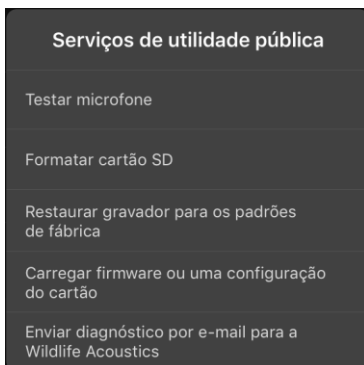 Serviços de utilidade pública
Testar microfone
Formatar cartão SD
Restaurar gravador para os padrões
de fábrica
Carregar firmware ou uma configuração
do cartão
Enviar diagnóstico por e-mail para a
Wildlife Acoustics